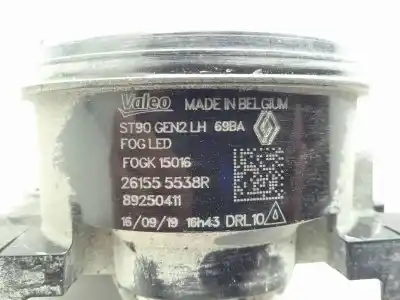 Valeo MADE IN BELGIUM
ST90 GEN2 LH 69BA
FOG LED
FOGK 15016
26155 5538R
89250411
16/09/19 16h43 DRL10